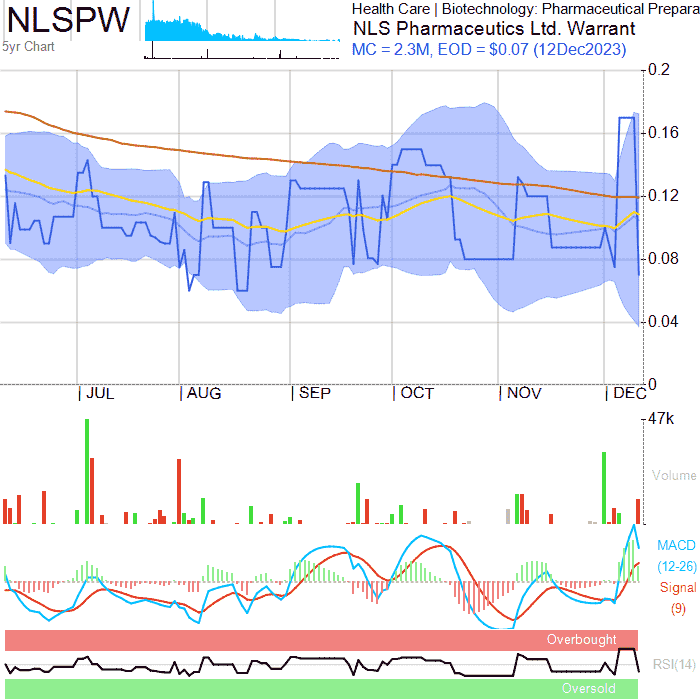 NLSPW
5yr Chart
Health Care | Biotechnology: Pharmaceutical Prepara
NLS Pharmaceutics Ltd. Warrant
MC = 2.3M, EOD = $0.07 (12Dec2023)
0.2
0.16
0.12
0.08
0.04
0
| JUL
| AUG
| SEP
| OCT
| NOV
| DEC
47k
Volume
MACD
(12-26)
Signal
(9)
Overbought
RSI(14)
Oversold